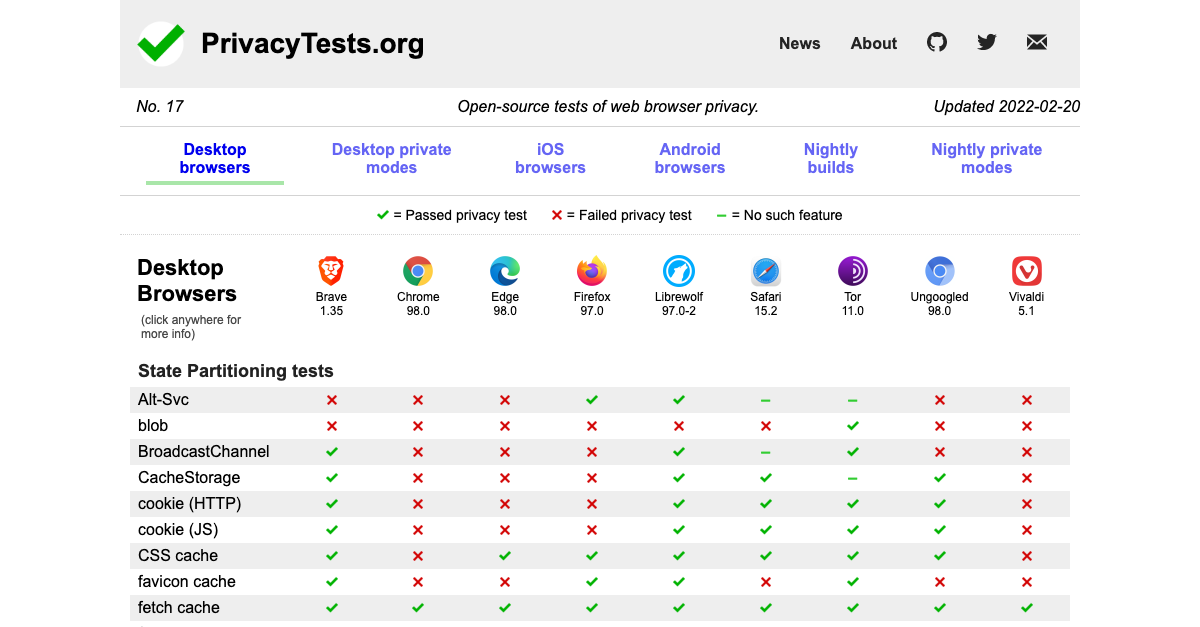 PrivacyTests.org
News About
No. 17 Open-source tests of web browser privacy. Updated 2022-02-20
Desktop browsers Desktop private modes iOS browsers Android browsers Nightly builds Nightly private modes
✓ = Passed privacy test ✕ = Failed privacy test – = No such feature
Desktop Browsers
(click anywhere for more info)
Brave 1.35 Chrome 98.0 Edge 98.0 Firefox 97.0 Librewolf 97.0-2 Safari 15.2 Tor 11.0 Ungoogled 98.0 Vivaldi 5.1
State Partitioning tests
Alt-Svc ✕ ✕ ✕ ✓ ✓ – – ✕ ✕
blob ✕ ✕ ✕ ✕ ✕ ✕ ✓ ✕ ✕
BroadcastChannel ✓ ✕ ✕ ✕ ✓ – ✓ ✕ ✕
CacheStorage ✓ ✕ ✕ ✕ ✓ ✓ – ✓ ✕
cookie (HTTP) ✓ ✕ ✕ ✕ ✓ ✓ ✓ ✓ ✕
cookie (JS) ✓ ✕ ✕ ✕ ✓ ✓ ✓ ✓ ✕
CSS cache ✓ ✕ ✓ ✓ ✓ ✓ ✓ ✓ ✕
favicon cache ✓ ✕ ✕ ✓ ✓ ✕ ✓ ✕ ✕
fetch cache ✓ ✓ ✓ ✓ ✓ ✓ ✓ ✓ ✓